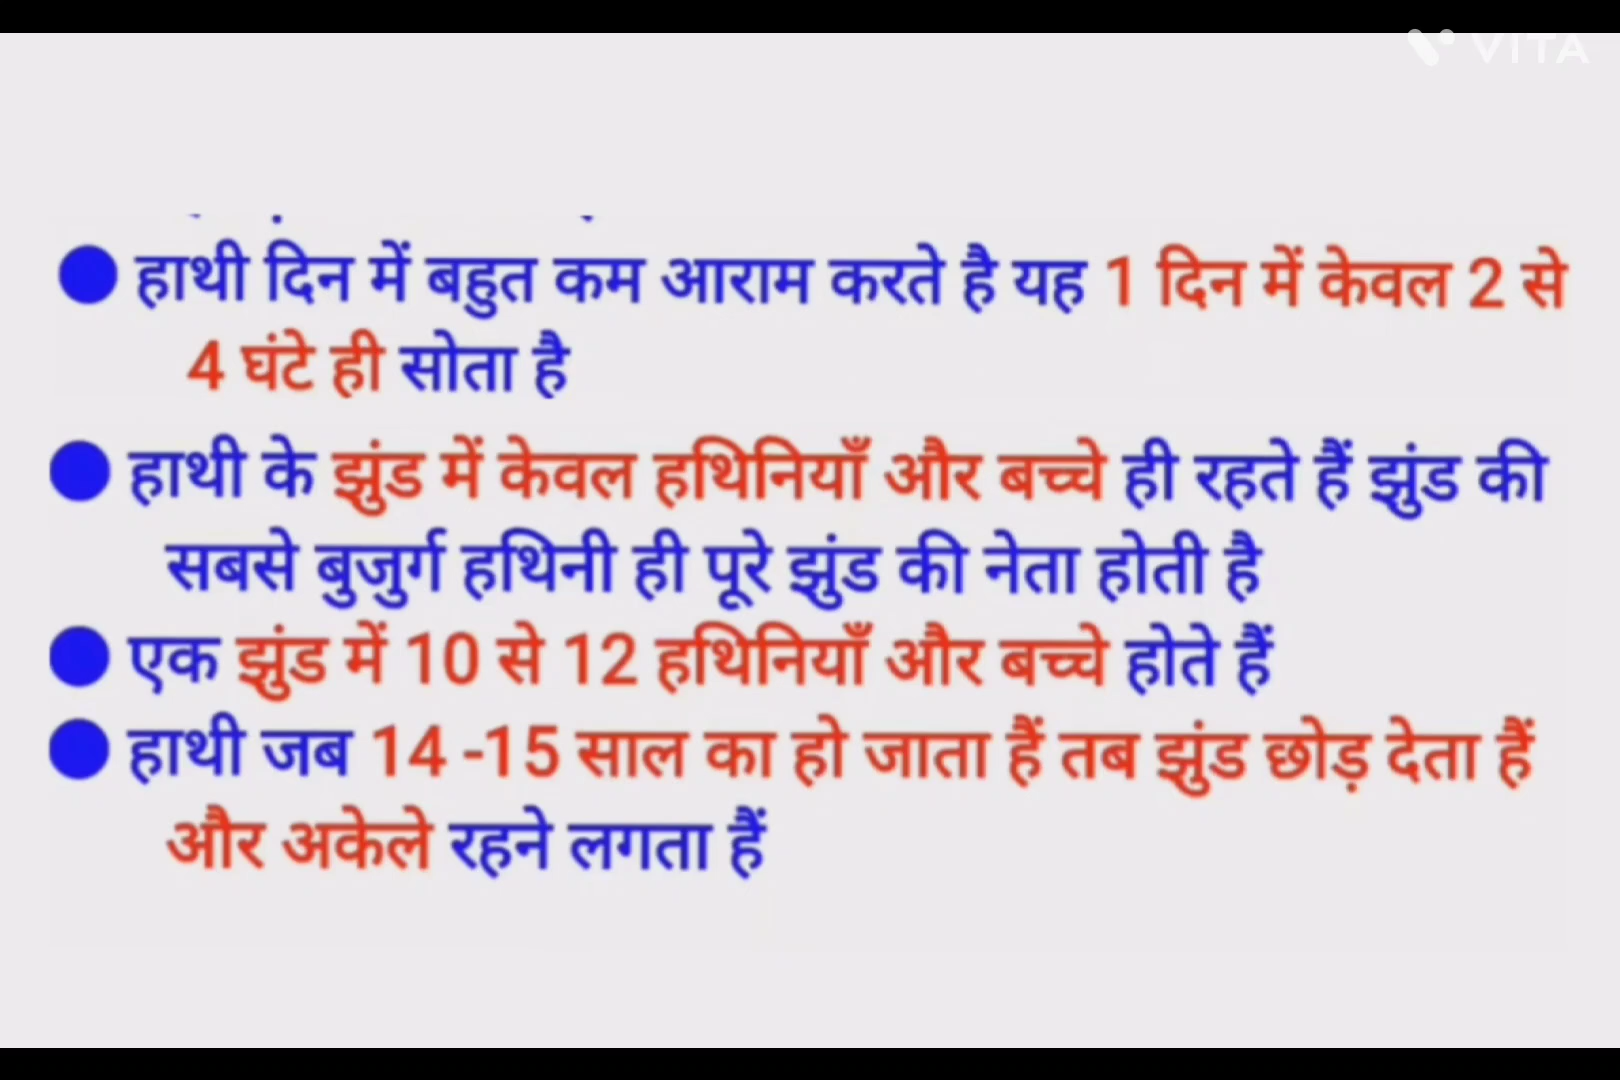 VITA
● हाथी दिन में बहुत कम आराम करते है यह 1 दिन में केवल 2 से
4 घंटे ही सोता है
● हाथी के झुंड में केवल हथिनियाँ और बच्चे ही रहते हैं झुंड की
सबसे बुजुर्ग हथिनी ही पूरे झुंड की नेता होती है
● एक झुंड में 10 से 12 हथिनियाँ और बच्चे होते हैं
● हाथी जब 14 -15 साल का हो जाता हैं तब झुंड छोड़ देता हैं
और अकेले रहने लगता हैं